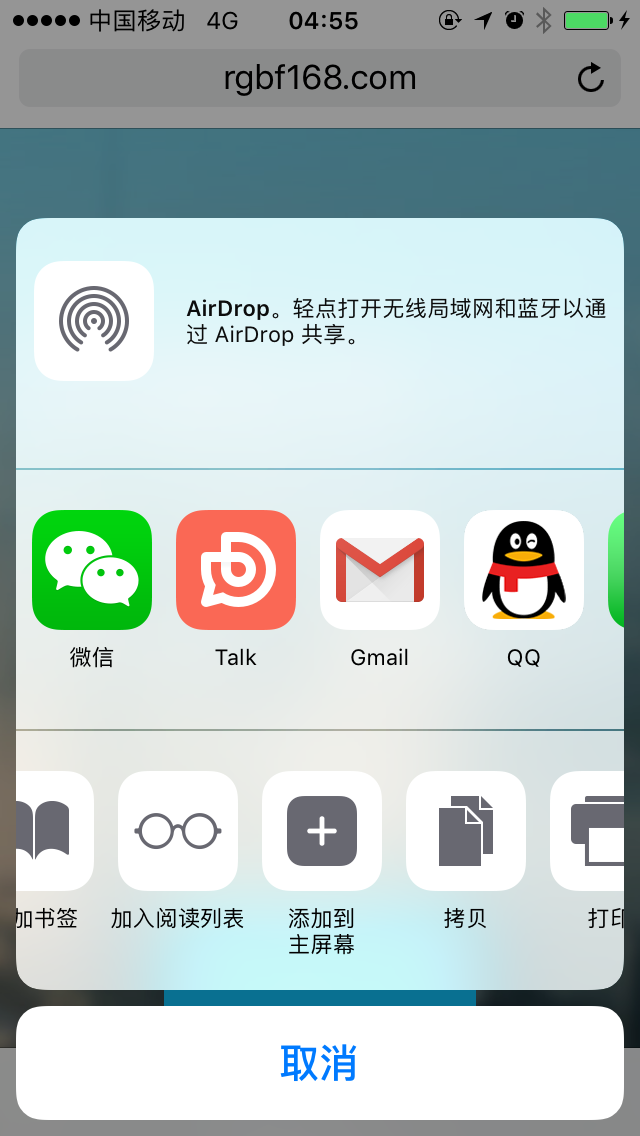 中国移动 4G 04:55
rgbf168.com
AirDrop。轻点打开无线局域网和蓝牙以通
过 AirDrop 共享。
微信 Talk Gmail QQ
加书签 加入阅读列表 添加到 拷贝 打印
主屏幕
取消